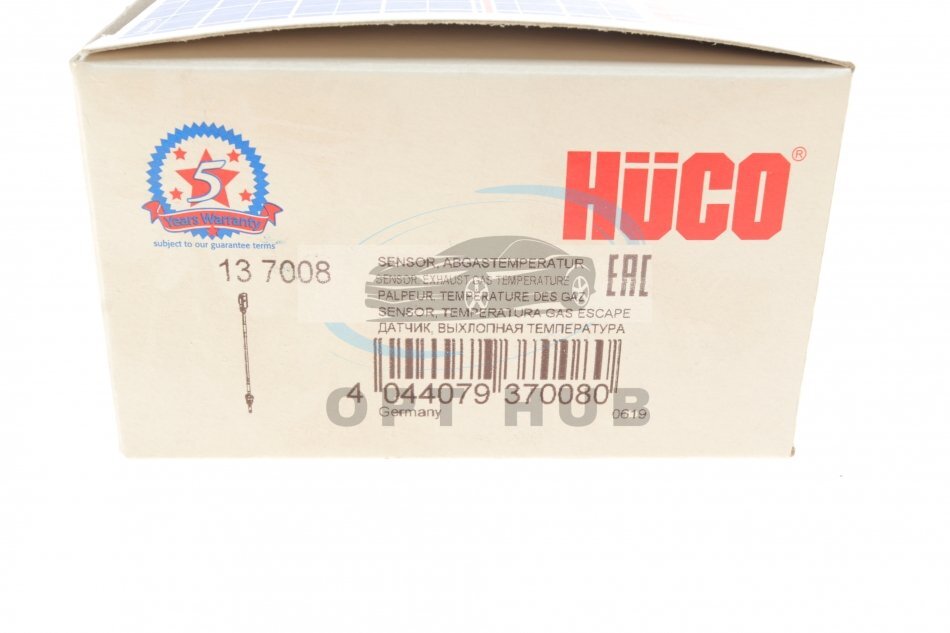 HÜCO®
5
Years Warranty
subject to our guarantee terms
13 7008
SENSOR, ABGASTEMPERATUR
SENSOR, EXHAUST GAS TEMPERATURE
PALPEUR, TEMPERATURE DES GAZ
SENSOR, TEMPERATURA GAS ESCAPE
ДАТЧИК, ВЫХЛОПНАЯ ТЕМПЕРАТУРА
EAC
4 044079 370080
Germany
0619
OPT HUB